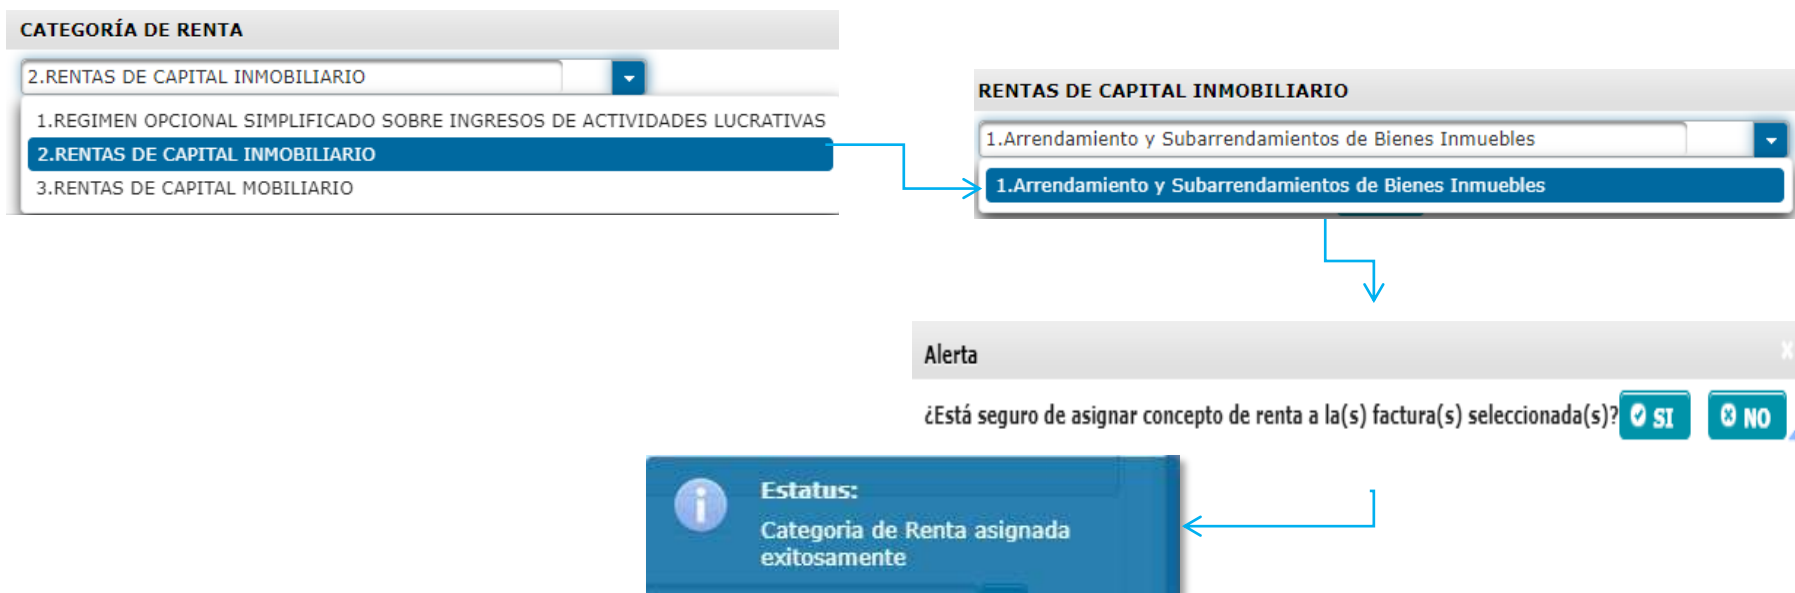 CATEGORÍA DE RENTA
2.RENTAS DE CAPITAL INMOBILIARIO
1.REGIMEN OPCIONAL SIMPLIFICADO SOBRE INGRESOS DE ACTIVIDADES LUCRATIVAS
2.RENTAS DE CAPITAL INMOBILIARIO
3.RENTAS DE CAPITAL MOBILIARIO
RENTAS DE CAPITAL INMOBILIARIO
1.Arrendamiento y Subarrendamientos de Bienes Inmuebles
1.Arrendamiento y Subarrendamientos de Bienes Inmuebles
Alerta
¿Está seguro de asignar concepto de renta a la(s) factura(s) seleccionada(s)? SI NO
Estatus:
Categoria de Renta asignada
exitosamente